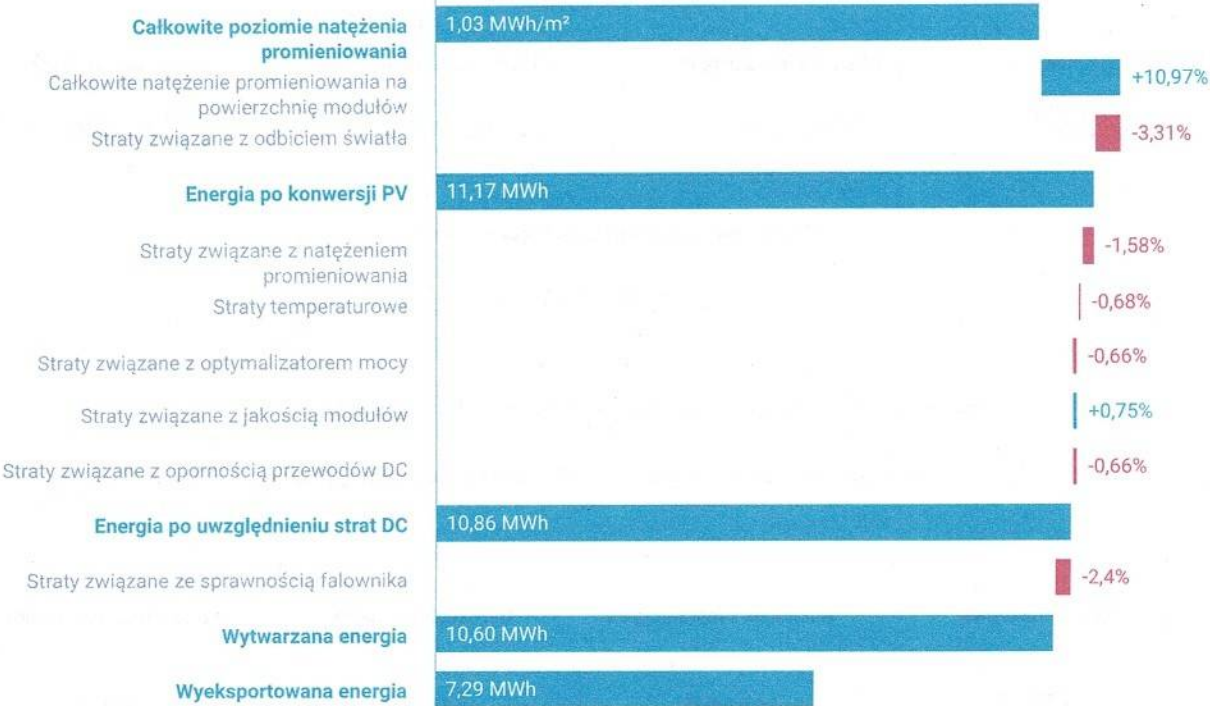 Całkowite poziomie natężenia
promieniowania
1,03 MWh/m²
Całkowite natężenie promieniowania na
powierzchnię modułów
+10,97%
Straty związane z odbiciem światła
-3,31%
Energia po konwersji PV
11,17 MWh
Straty związane z natężeniem
promieniowania
-1,58%
Straty temperaturowe
-0,68%
Straty związane z optymalizatorem mocy
-0,66%
Straty związane z jakością modułów
+0,75%
Straty związane z opornością przewodów DC
-0,66%
Energia po uwzględnieniu strat DC
10,86 MWh
Straty związane ze sprawnością falownika
-2,4%
Wytwarzana energia
10,60 MWh
Wyeksportowana energia
7,29 MWh